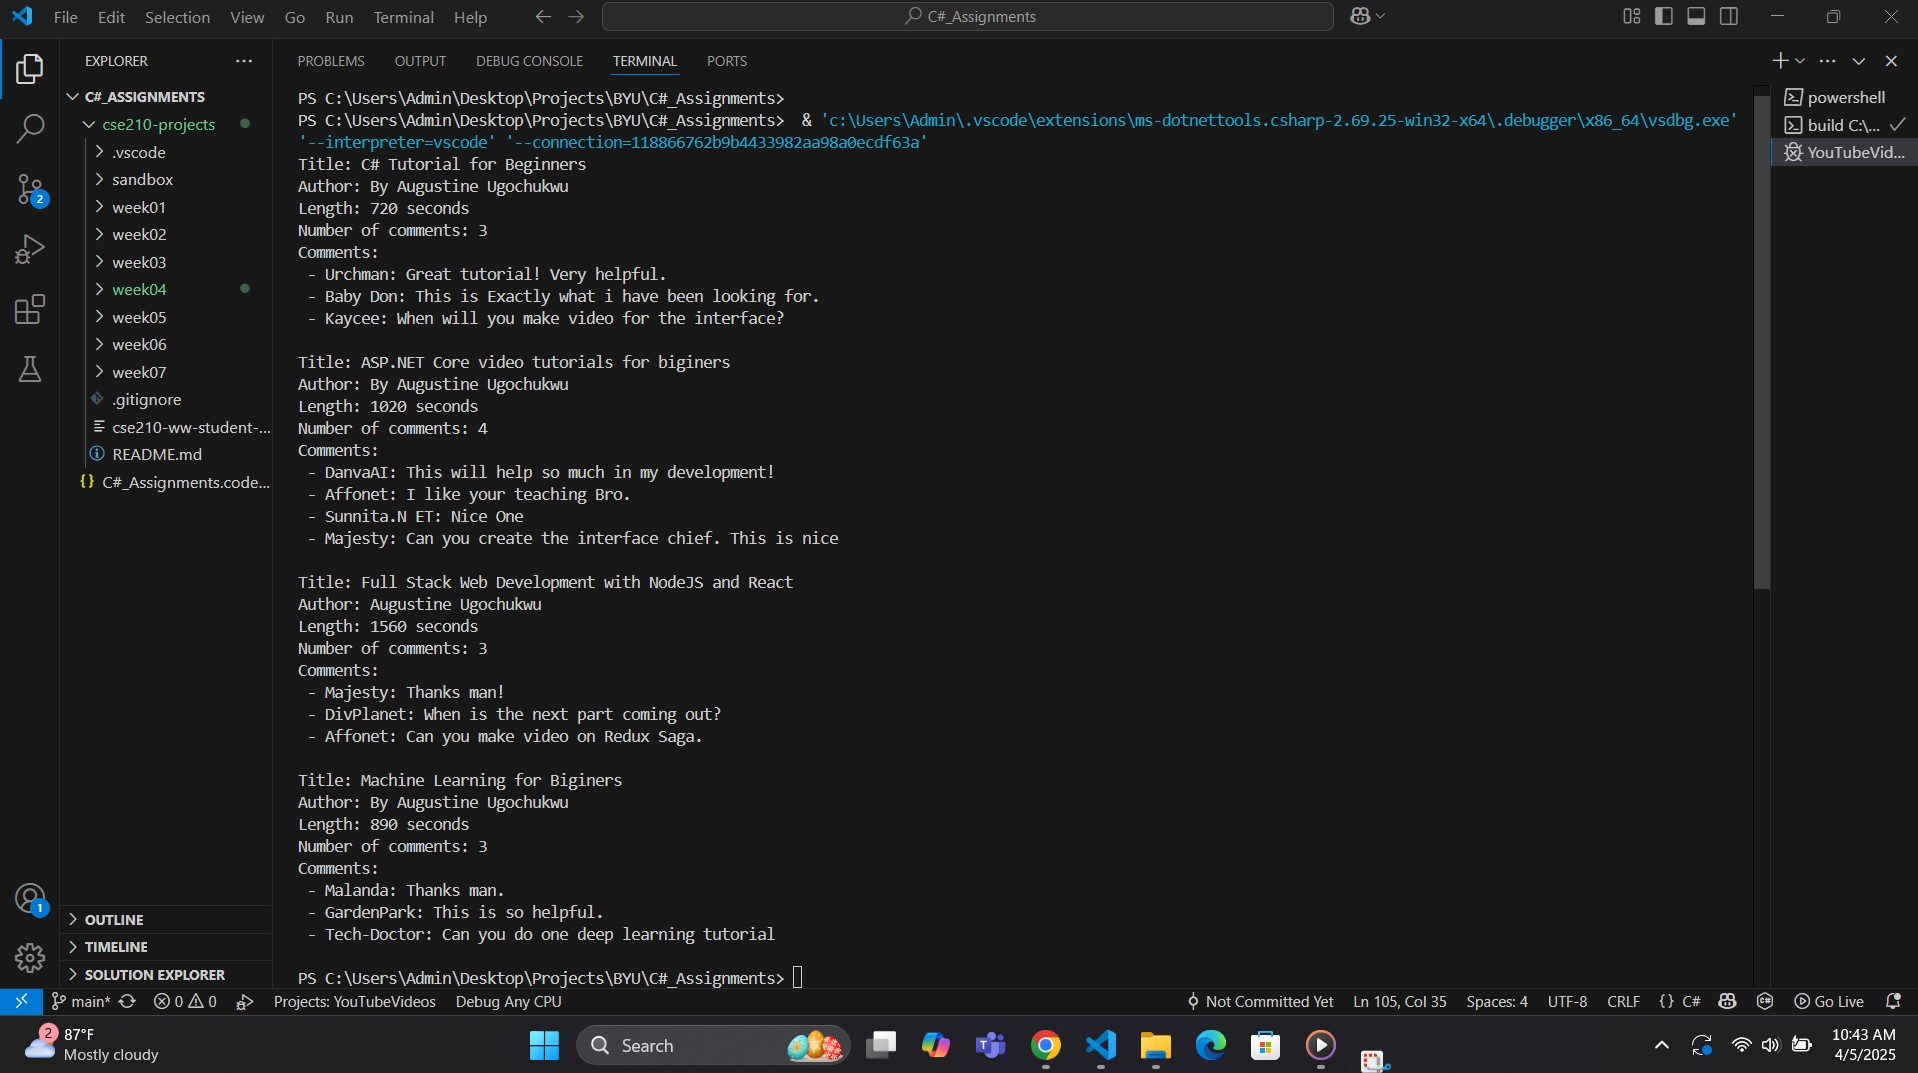 File Edit Selection View Go Run Terminal Help
C#_Assignments
EXPLORER
C#_ASSIGNMENTS
cse210-projects
.vscode
sandbox
week01
week02
week03
week04
week05
week06
week07
.gitignore
cse210-ww-student-...
README.md
C#_Assignments.code...
OUTLINE
TIMELINE
SOLUTION EXPLORER
2
1
PROBLEMS OUTPUT DEBUG CONSOLE TERMINAL PORTS
PS C:\Users\Admin\Desktop\Projects\BYU\C#_Assignments>
PS C:\Users\Admin\Desktop\Projects\BYU\C#_Assignments>  & 'c:\Users\Admin\.vscode\extensions\ms-dotnettools.csharp-2.69.25-win32-x64\.debugger\x86_64\vsdbg.exe'
'--interpreter=vscode' '--connection=118866762b9b4433982aa98a0ecdf63a'
Title: C# Tutorial for Beginners
Author: By Augustine Ugochukwu
Length: 720 seconds
Number of comments: 3
Comments:
- Urchman: Great tutorial! Very helpful.
- Baby Don: This is Exactly what i have been looking for.
- Kaycee: When will you make video for the interface?
Title: ASP.NET Core video tutorials for biginers
Author: By Augustine Ugochukwu
Length: 1020 seconds
Number of comments: 4
Comments:
- DanvaAI: This will help so much in my development!
- Affonet: I like your teaching Bro.
- Sunnita.N ET: Nice One
- Majesty: Can you create the interface chief. This is nice
Title: Full Stack Web Development with NodeJS and React
Author: Augustine Ugochukwu
Length: 1560 seconds
Number of comments: 3
Comments:
- Majesty: Thanks man!
- DivPlanet: When is the next part coming out?
- Affonet: Can you make video on Redux Saga.
Title: Machine Learning for Biginers
Author: By Augustine Ugochukwu
Length: 890 seconds
Number of comments: 3
Comments:
- Malanda: Thanks man.
- GardenPark: This is so helpful.
- Tech-Doctor: Can you do one deep learning tutorial
PS C:\Users\Admin\Desktop\Projects\BYU\C#_Assignments>
powershell
build C:\...
YouTubeVid...
main* 0 0 Projects: YouTubeVideos Debug Any CPU
Not Committed Yet Ln 105, Col 35 Spaces: 4 UTF-8 CRLF {} C# Go Live
2
87°F
Mostly cloudy
Search
10:43 AM
4/5/2025